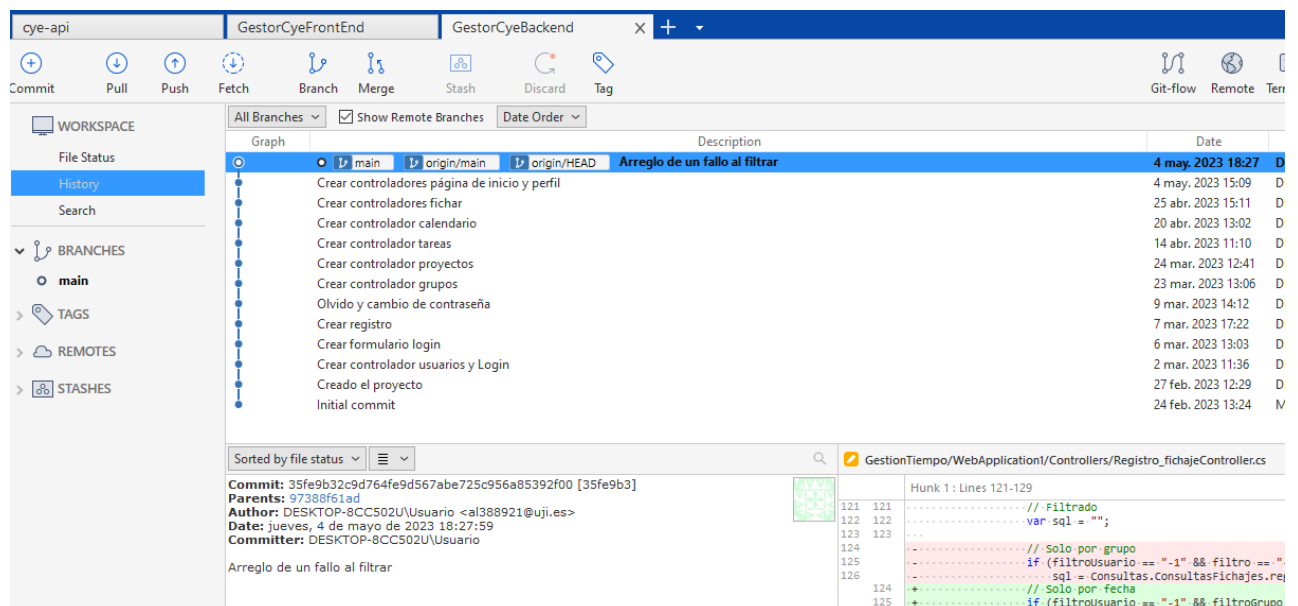 cye-api GestorCyeFrontEnd GestorCyeBackend
Commit Pull Push Fetch Branch Merge Stash Discard Tag Git-flow Remote
WORKSPACE
File Status
History
Search
BRANCHES
main
TAGS
REMOTES
STASHES
All Branches Show Remote Branches Date Order
Graph Description Date
main origin/main origin/HEAD Arreglo de un fallo al filtrar 4 may. 2023 18:27 D
Crear controladores página de inicio y perfil 4 may. 2023 15:09 D
Crear controladores fichar 25 abr. 2023 15:11 D
Crear controlador calendario 20 abr. 2023 13:02 D
Crear controlador tareas 14 abr. 2023 11:10 D
Crear controlador proyectos 24 mar. 2023 12:41 D
Crear controlador grupos 23 mar. 2023 13:06 D
Olvido y cambio de contraseña 9 mar. 2023 14:12 D
Crear registro 7 mar. 2023 17:22 D
Crear formulario login 6 mar. 2023 13:03 D
Crear controlador usuarios y Login 2 mar. 2023 11:36 D
Creado el proyecto 27 feb. 2023 12:29 D
Initial commit 24 feb. 2023 13:24 M
Sorted by file status
Commit: 35fe9b32c9d764fe9d567abe725c956a85392f00 [35fe9b3]
Parents: 97388f61ad
Author: DESKTOP-8CC502U\Usuario <al388921@uji.es>
Date: jueves, 4 de mayo de 2023 18:27:59
Committer: DESKTOP-8CC502U\Usuario
Arreglo de un fallo al filtrar
GestionTiempo/WebApplication1/Controllers/Registro_fichajeController.cs
Hunk 1 : Lines 121-129
121 121 // Filtrado
122 122 var sql = "";
123 123
124 - // Solo por grupo
125 - if (filtroUsuario == "-1" && filtro == "-
126 - sql = Consultas.ConsultasFichajes.reg
124 + // Solo por fecha
125 + if (filtroUsuario == "-1" && filtroGrupo